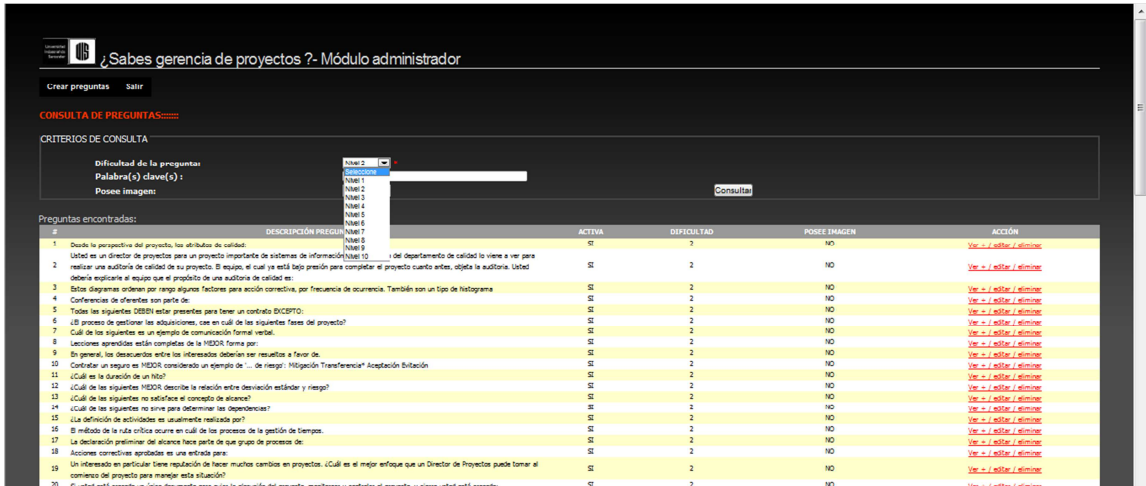 Universidad
Industrial de
Santander
UIS
¿Sabes gerencia de proyectos ?- Módulo administrador
Crear preguntas Salir
CONSULTA DE PREGUNTAS:::::::
CRITERIOS DE CONSULTA
Dificultad de la pregunta: Nivel 2 *
Palabra(s) clave(s) :
Posee imagen: Consultar
Seleccione
Nivel 1
Nivel 2
Nivel 3
Nivel 4
Nivel 5
Nivel 6
Nivel 7
Nivel 8
Nivel 9
Nivel 10
Preguntas encontradas:
# DESCRIPCIÓN PREGUN ACTIVA DIFICULTAD POSEE IMAGEN ACCIÓN
1 Desde la perspectiva del proyecto, los atributos de calidad: SI 2 NO Ver + / editar / eliminar
Usted es un director de proyectos para un proyecto importante de sistemas de información del departamento de calidad lo viene a ver para
2 realizar una auditoría de calidad de su proyecto. El equipo, el cual ya está bajo presión para completar el proyecto cuanto antes, objeta la auditoria. Usted SI 2 NO Ver + / editar / eliminar
debería explicarle al equipo que el propósito de una auditoria de calidad es:
3 Estos diagramas ordenan por rango algunos factores para acción correctiva, por frecuencia de ocurrencia. También son un tipo de histograma SI 2 NO Ver + / editar / eliminar
4 Conferencias de oferentes son parte de: SI 2 NO Ver + / editar / eliminar
5 Todas las siguientes DEBEN estar presentes para tener un contrato EXCEPTO: SI 2 NO Ver + / editar / eliminar
6 ¿El proceso de gestionar las adquisiciones, cae en cuál de las siguientes fases del proyecto? SI 2 NO Ver + / editar / eliminar
7 Cuál de los siguientes es un ejemplo de comunicación formal verbal. SI 2 NO Ver + / editar / eliminar
8 Lecciones aprendidas están completas de la MEJOR forma por: SI 2 NO Ver + / editar / eliminar
9 En general, los desacuerdos entre los interesados deberían ser resueltos a favor de. SI 2 NO Ver + / editar / eliminar
10 Contratar un seguro es MEJOR considerado un ejemplo de '... de riesgo': Mitigación Transferencia* Aceptación Evitación SI 2 NO Ver + / editar / eliminar
11 ¿Cuál es la duración de un hito? SI 2 NO Ver + / editar / eliminar
12 ¿Cuál de las siguientes MEJOR describe la relación entre desviación estándar y riesgo? SI 2 NO Ver + / editar / eliminar
13 ¿Cuál de las siguientes no satisface el concepto de alcance? SI 2 NO Ver + / editar / eliminar
14 ¿Cuál de las siguientes no sirve para determinar las dependencias? SI 2 NO Ver + / editar / eliminar
15 ¿La definición de actividades es usualmente realizada por? SI 2 NO Ver + / editar / eliminar
16 El método de la ruta crítica ocurre en cuál de los procesos de la gestión de tiempos. SI 2 NO Ver + / editar / eliminar
17 La declaración preliminar del alcance hace parte de que grupo de procesos de: SI 2 NO Ver + / editar / eliminar
18 Acciones correctivas aprobadas es una entrada para: SI 2 NO Ver + / editar / eliminar
19 Un interesado en particular tiene reputación de hacer muchos cambios en proyectos. ¿Cuál es el mejor enfoque que un Director de Proyectos puede tomar al SI 2 NO Ver + / editar / eliminar
comienzo del proyecto para manejar esta situación?